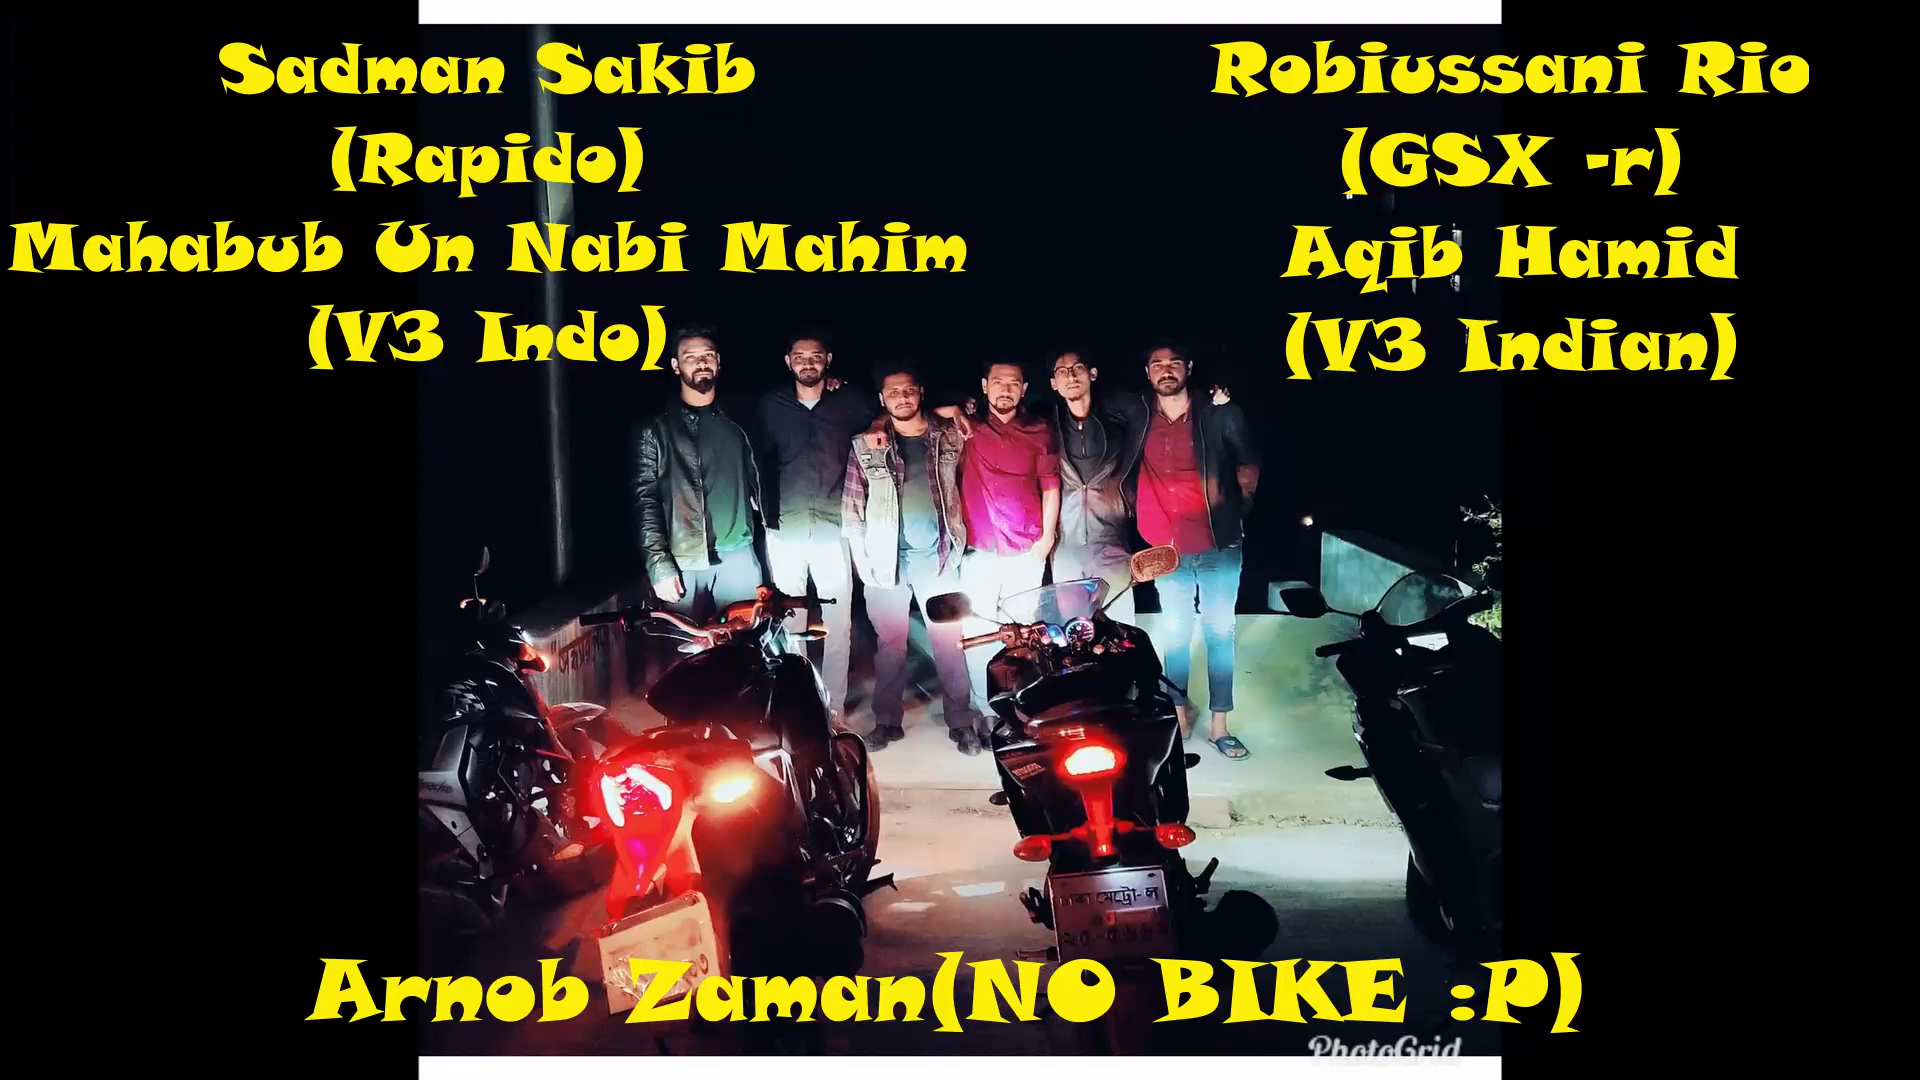 Sadman Sakib
(Rapido)
Mahabub Un Nabi Mahim
(V3 Indo)
Robiussani Rio
(GSX -r)
Aqib Hamid
(V3 Indian)
ঢাকা মেট্রো-ল
Arnob Zaman(NO BIKE :P)
PhotoGrid